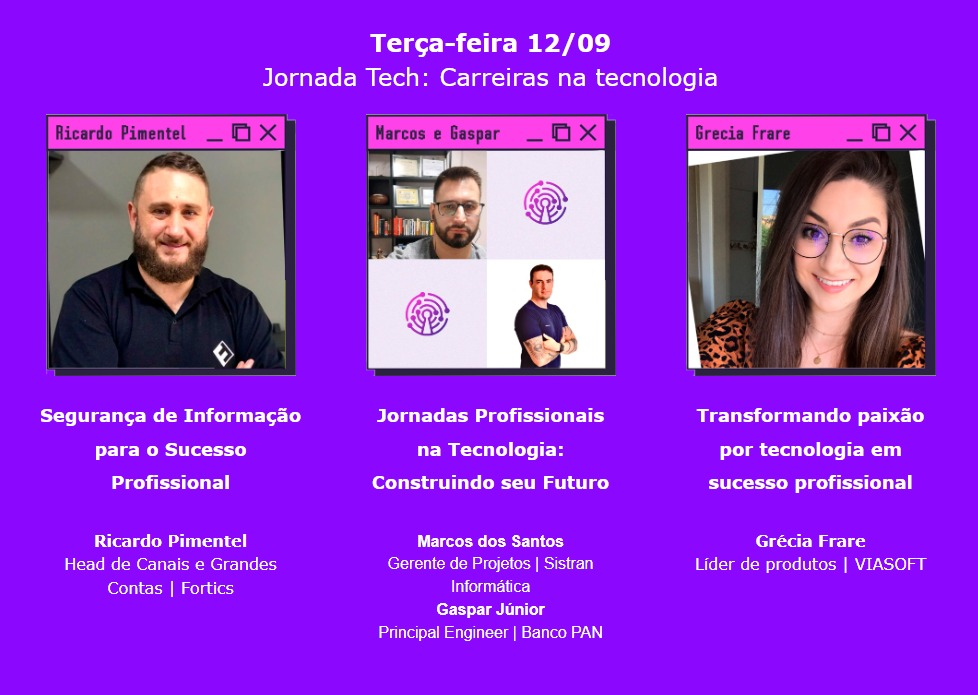 Terça-feira 12/09
Jornada Tech: Carreiras na tecnologia
Ricardo Pimentel
Marcos e Gaspar
Grecia Frare
Segurança de Informação
para o Sucesso
Profissional
Ricardo Pimentel
Head de Canais e Grandes
Contas | Fortics
Jornadas Profissionais
na Tecnologia:
Construindo seu Futuro
Marcos dos Santos
Gerente de Projetos | Sistran
Informática
Gaspar Júnior
Principal Engineer | Banco PAN
Transformando paixão
por tecnologia em
sucesso profissional
Grécia Frare
Líder de produtos | VIASOFT